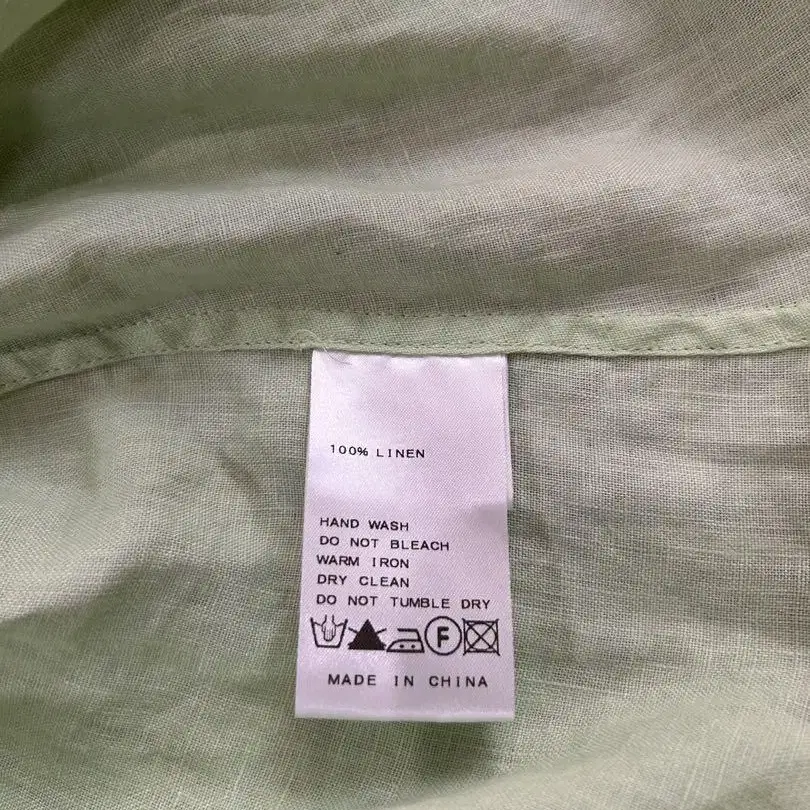 100% LINEN
HAND WASH
DO NOT BLEACH
WARM IRON
DRY CLEAN
DO NOT TUMBLE DRY
F
MADE IN CHINA